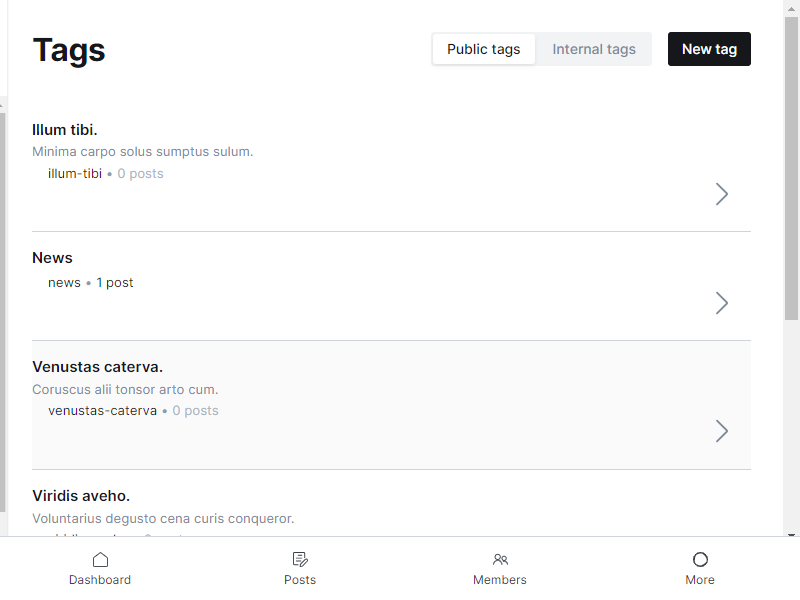 Tags
Public tags
Internal tags
New tag
Illum tibi.
Minima carpo solus sumptus sulum.
illum-tibi • 0 posts
News
news • 1 post
Venustas caterva.
Coruscus alii tonsor arto cum.
venustas-caterva • 0 posts
Viridis aveho.
Voluntarius degusto cena curis conqueror.
Dashboard
Posts
Members
More